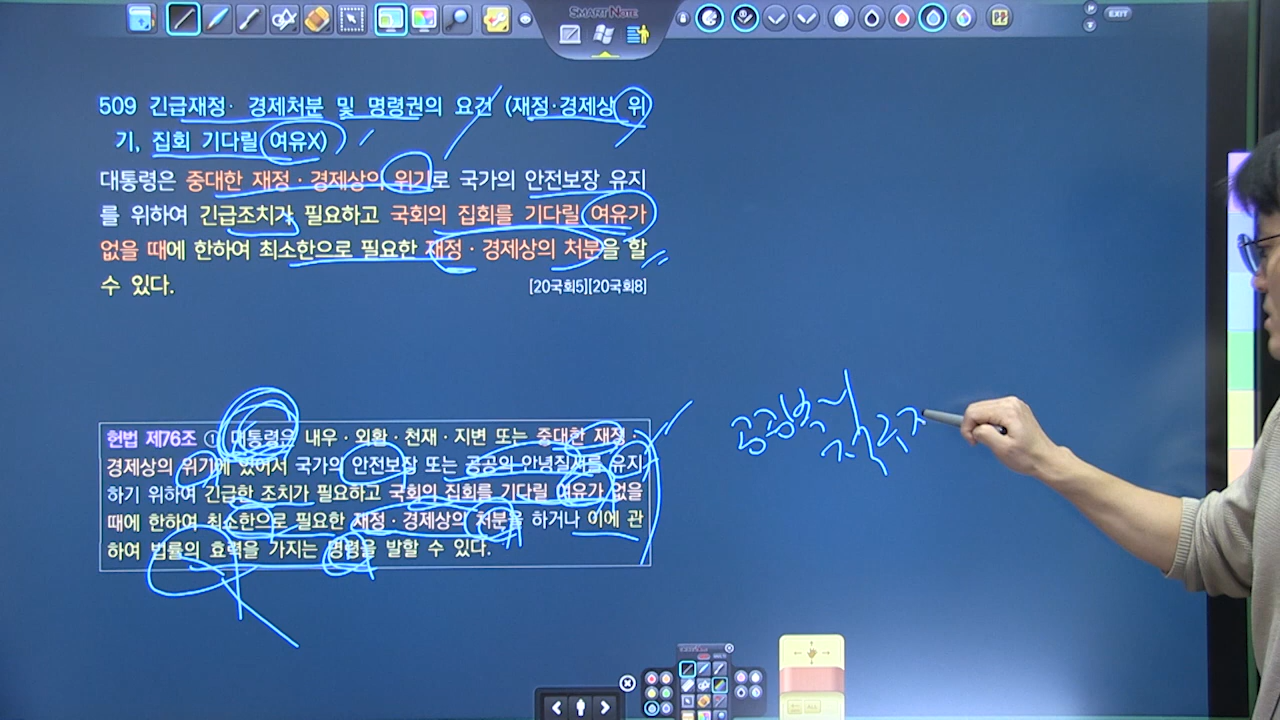 SMART NOTE
EXIT
509 긴급재정· 경제처분 및 명령권의 요건 (재정·경제상 위
기, 집회 기다릴 여유X)
대통령은 중대한 재정·경제상의 위기로 국가의 안전보장 유지
를 위하여 긴급조치가 필요하고 국회의 집회를 기다릴 여유가
없을 때에 한하여 최소한으로 필요한 재정·경제상의 처분을 할
수 있다.
[20국회5][20국회8]
헌법 제76조 ① 대통령은 내우·외환·천재·지변 또는 중대한 재정·
경제상의 위기에 있어서 국가의 안전보장 또는 공공의 안녕질서를 유지
하기 위하여 긴급한 조치가 필요하고 국회의 집회를 기다릴 여유가 없을
때에 한하여 최소한으로 필요한 재정·경제상의 처분을 하거나 이에 관
하여 법률의 효력을 가지는 명령을 발할 수 있다.